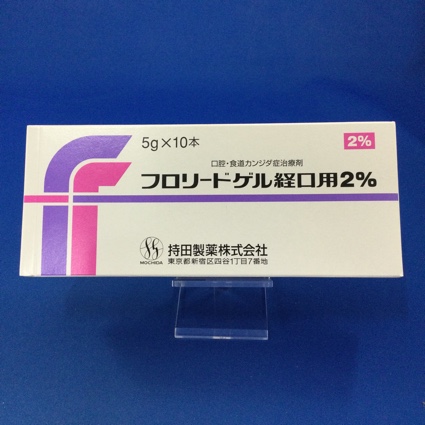 5g×10本
2%
口腔・食道カンジダ症治療剤
フロリードゲル経口用2%
MOCHIDA
持田製薬株式会社
東京都新宿区四谷1丁目7番地